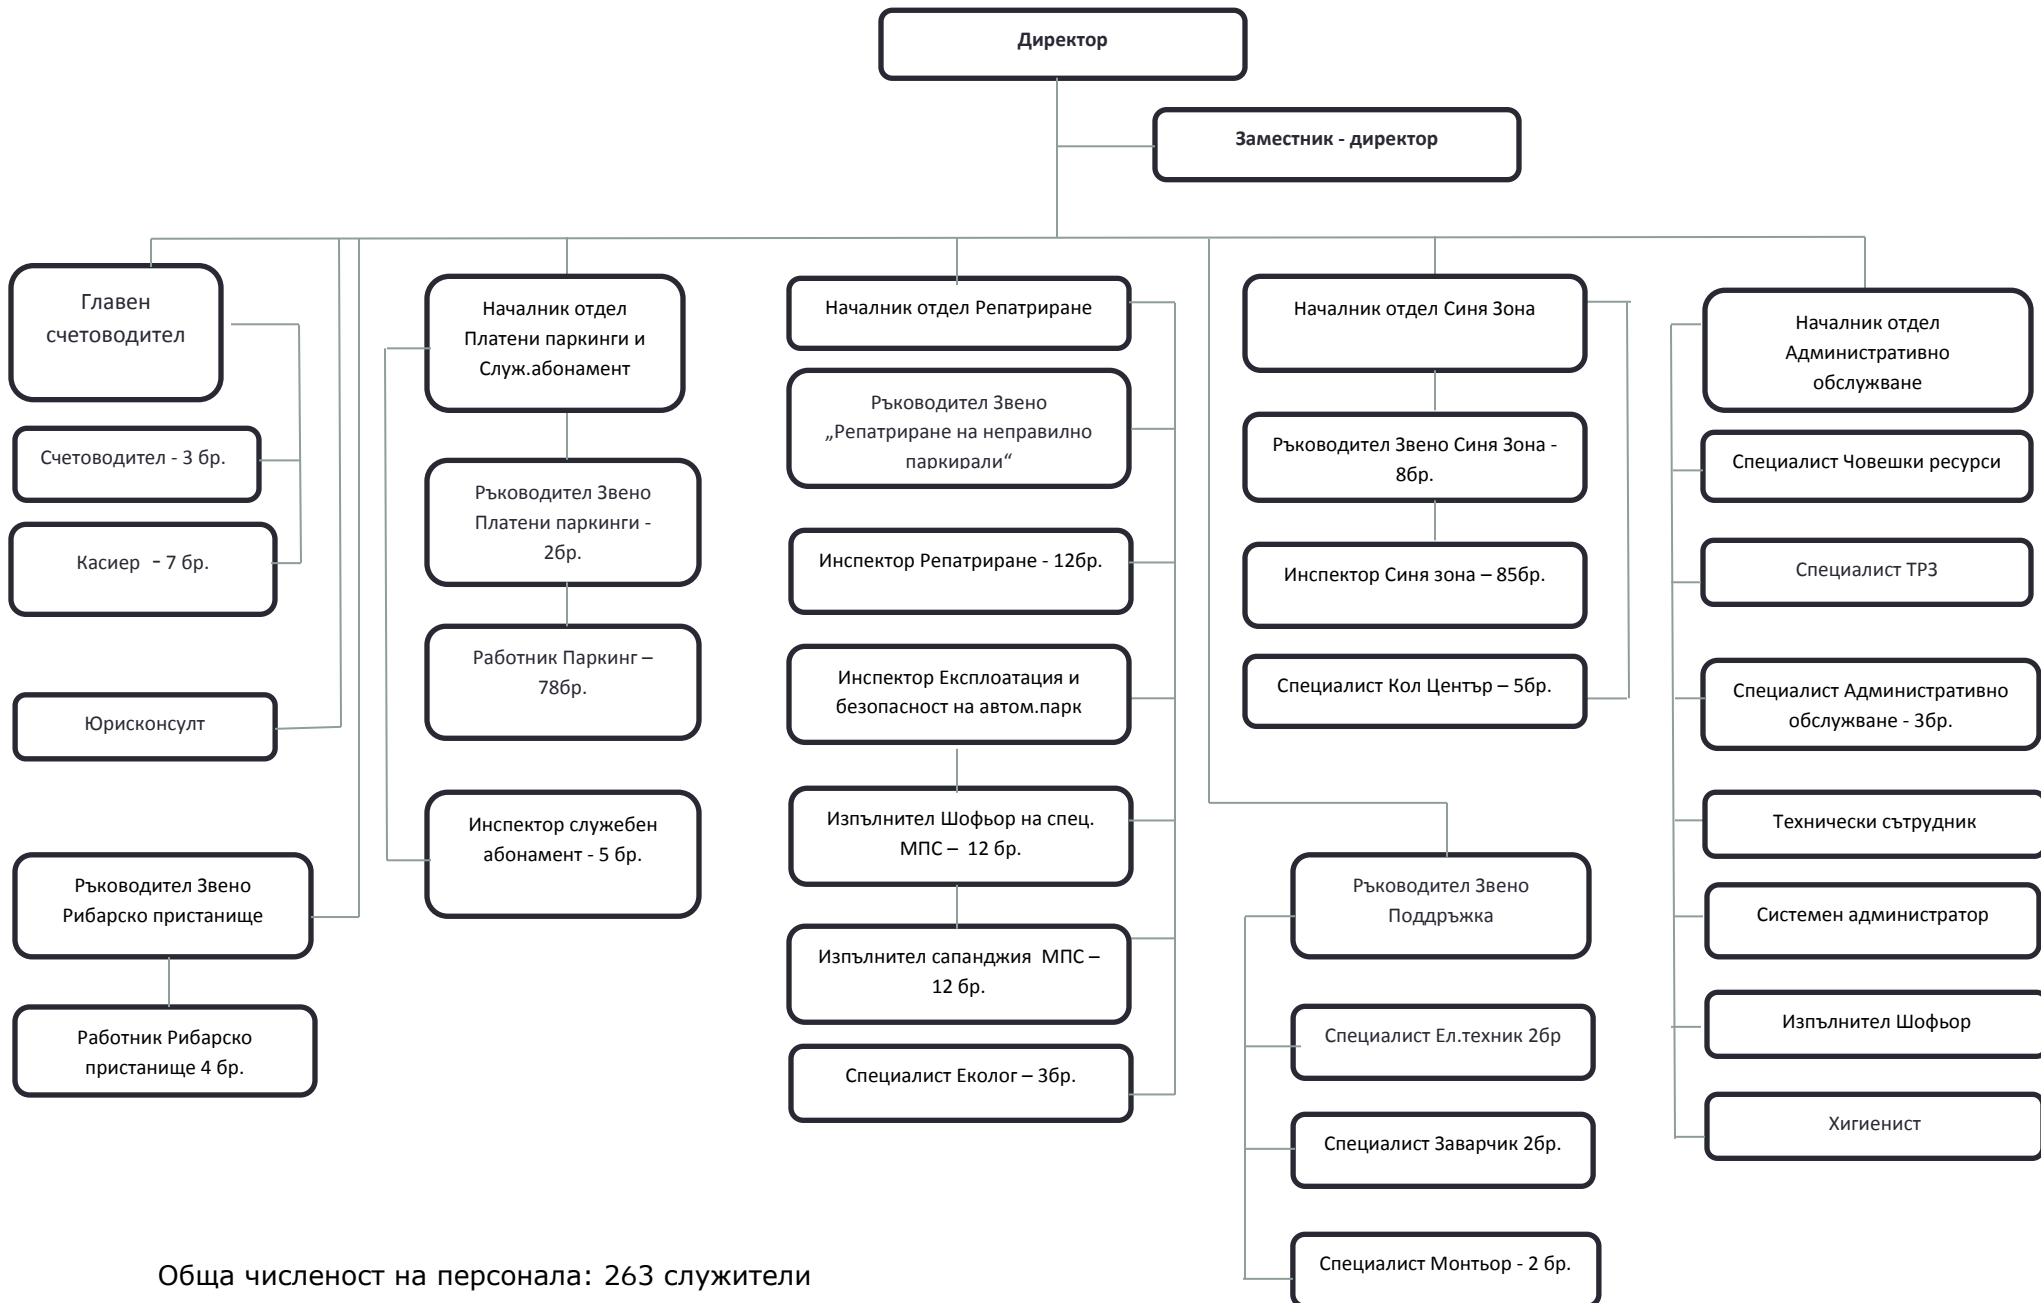 Директор
Заместник - директор
Главен
счетоводител
Счетоводител - 3 бр.
Касиер - 7 бр.
Юрисконсулт
Ръководител Звено
Рибарско пристанище
Работник Рибарско
пристанище 4 бр.
Началник отдел
Платени паркинги и
Служ.абонамент
Ръководител Звено
Платени паркинги -
2бр.
Работник Паркинг –
78бр.
Инспектор служебен
абонамент - 5 бр.
Началник отдел Репатриране
Ръководител Звено
„Репатриране на неправилно
паркирали“
Инспектор Репатриране - 12бр.
Инспектор Експлоатация и
безопасност на автом.парк
Изпълнител Шофьор на спец.
МПС – 12 бр.
Изпълнител сапанджия МПС –
12 бр.
Специалист Еколог – 3бр.
Началник отдел Синя Зона
Ръководител Звено Синя Зона -
8бр.
Инспектор Синя зона – 85бр.
Специалист Кол Център – 5бр.
Ръководител Звено
Поддръжка
Специалист Ел.техник 2бр
Специалист Заварчик 2бр.
Специалист Монтьор - 2 бр.
Началник отдел
Административно
обслужване
Специалист Човешки ресурси
Специалист ТРЗ
Специалист Административно
обслужване - 3бр.
Технически сътрудник
Системен администратор
Изпълнител Шофьор
Хигиенист
Обща численост на персонала: 263 служители